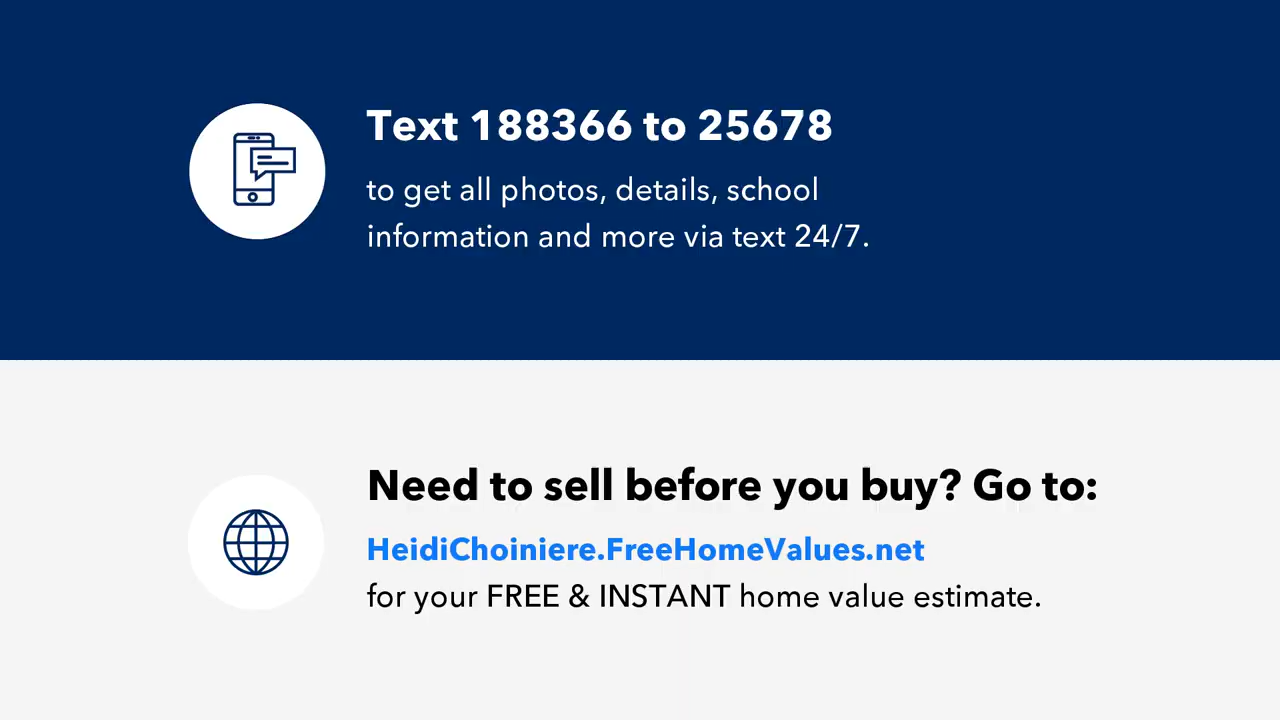 Text 188366 to 25678
to get all photos, details, school
information and more via text 24/7.
Need to sell before you buy? Go to:
HeidiChoiniere.FreeHomeValues.net
for your FREE & INSTANT home value estimate.